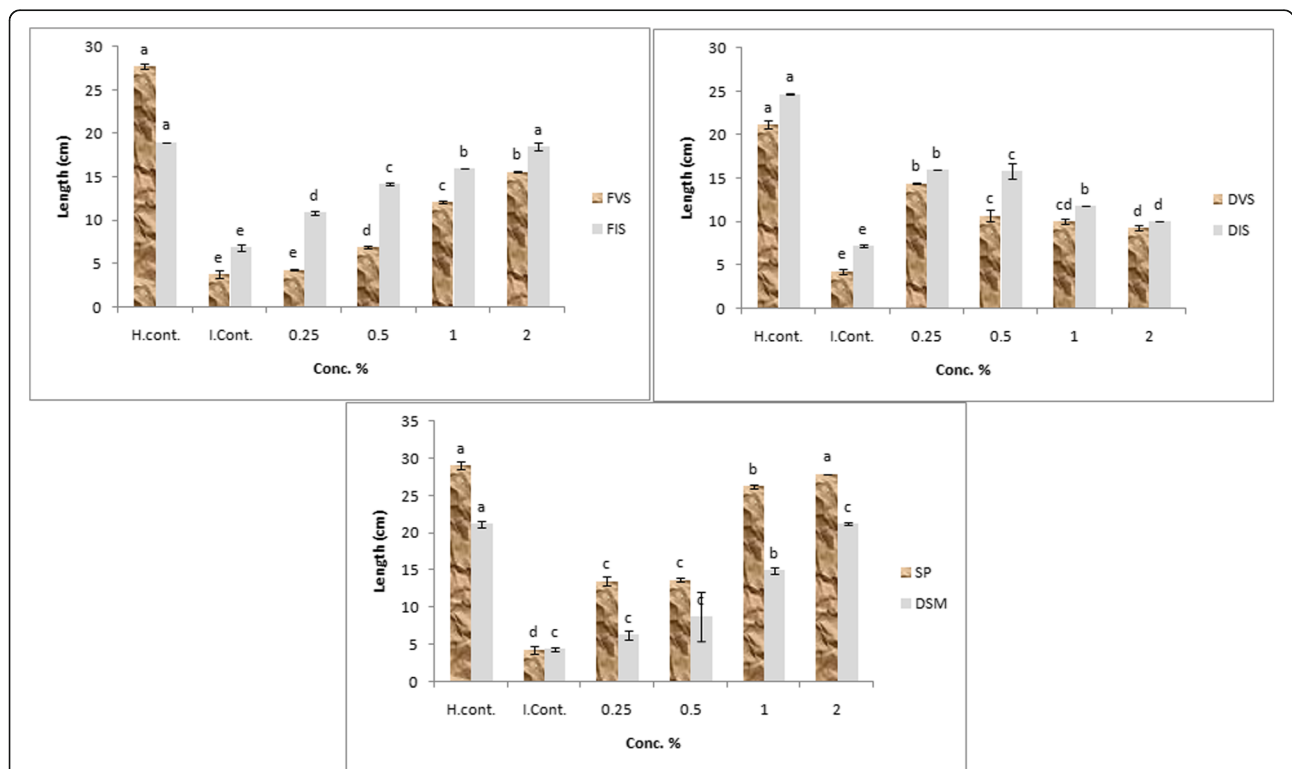 30
25
20
15
10
5
0
Length (cm)
a
a
e
e
e
d
d
c
c
b
b
a
H.cont.
I.Cont.
0.25
0.5
1
2
Conc. %
FVS
FIS
30
25
20
15
10
5
0
Length (cm)
a
a
e
e
b
b
c
c
cd
b
d
d
H.cont.
I.Cont.
0.25
0.5
1
2
Conc. %
DVS
DIS
35
30
25
20
15
10
5
0
Length (cm)
a
a
d
c
c
c
c
c
b
b
a
c
H.cont.
I.Cont.
0.25
0.5
1
2
Conc. %
SP
DSM